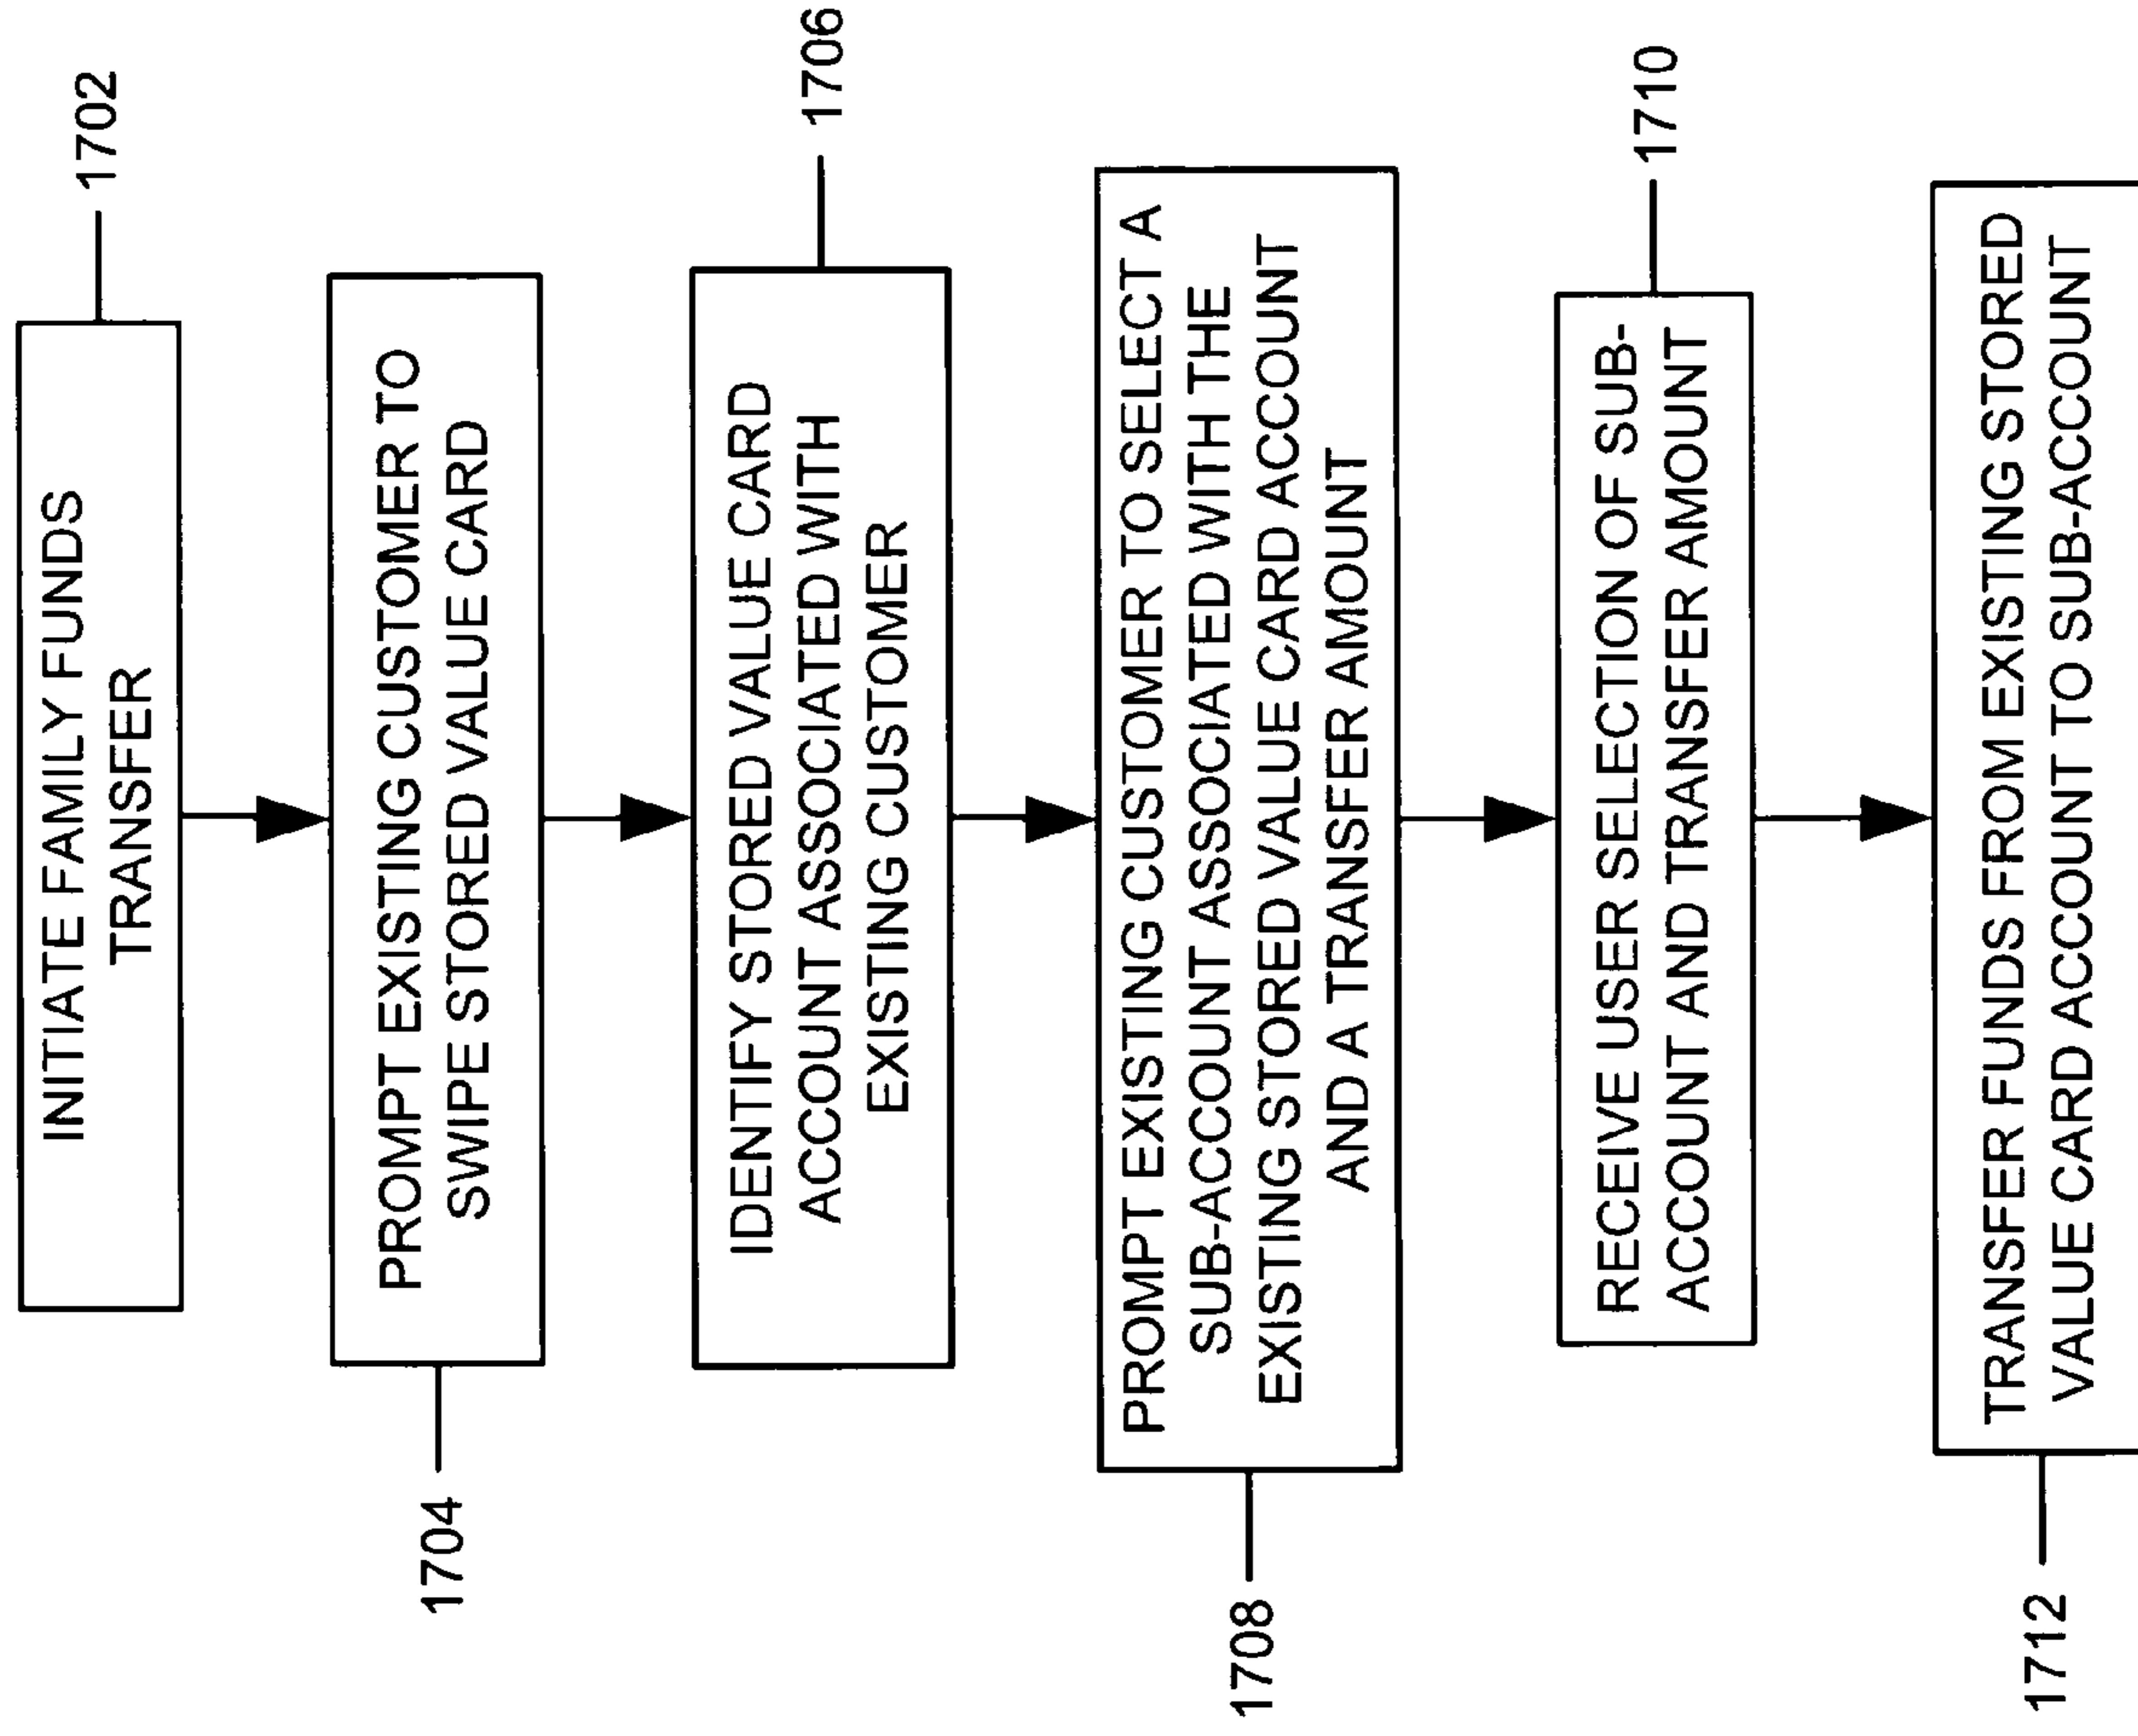 INITIATE FAMILY FUNDS
TRANSFER
1702
PROMPT EXISTING CUSTOMER TO
SWIPE STORED VALUE CARD
1704
IDENTIFY STORED VALUE CARD
ACCOUNT ASSOCIATED WITH
EXISTING CUSTOMER
1706
PROMPT EXISTING CUSTOMER TO SELECT A
SUB-ACCOUNT ASSOCIATED WITH THE
EXISTING STORED VALUE CARD ACCOUNT
AND A TRANSFER AMOUNT
1708
RECEIVE USER SELECTION OF SUB-
ACCOUNT AND TRANSFER AMOUNT
1710
TRANSFER FUNDS FROM EXISTING STORED
VALUE CARD ACCOUNT TO SUB-ACCOUNT
1712